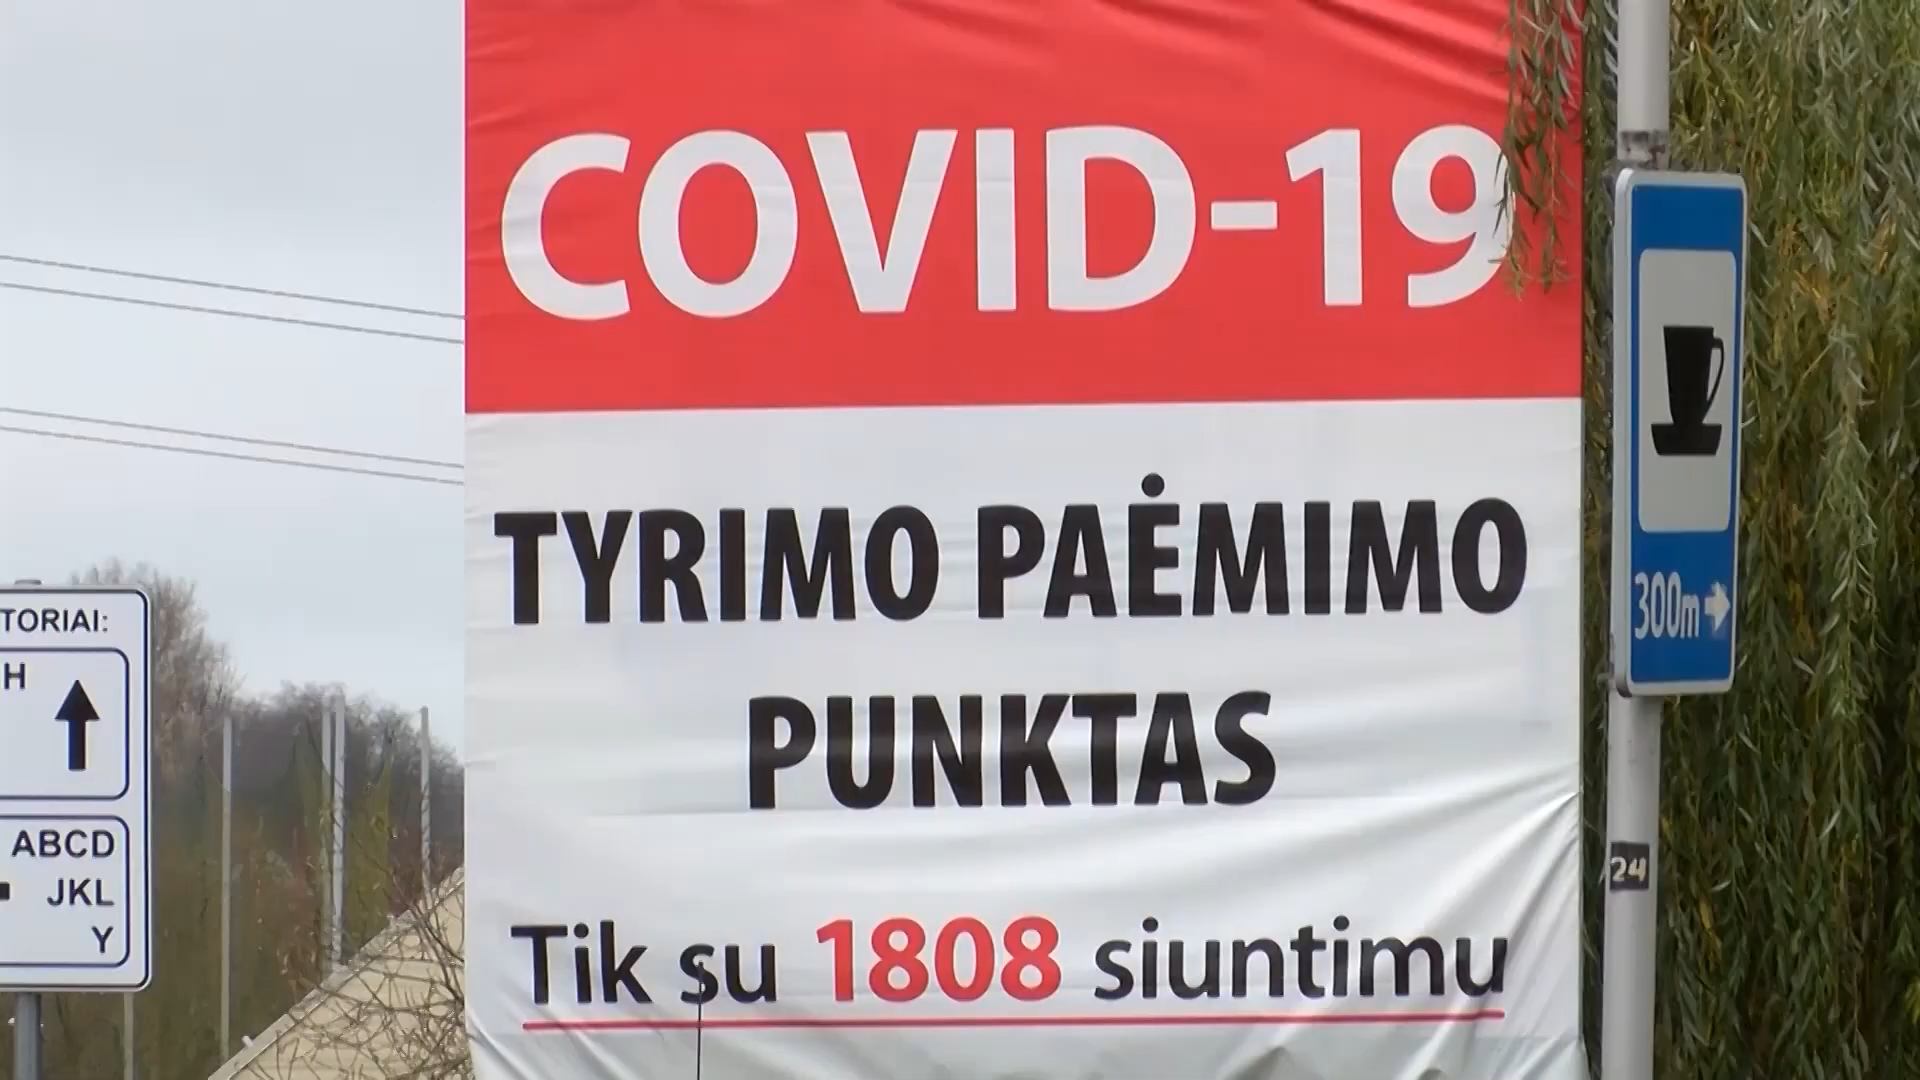 COVID-19
TYRIMO PAĖMIMO
PUNKTAS
Tik su 1808 siuntimu
300m
24
TORIAI:
H
ABCD
JKL
Y